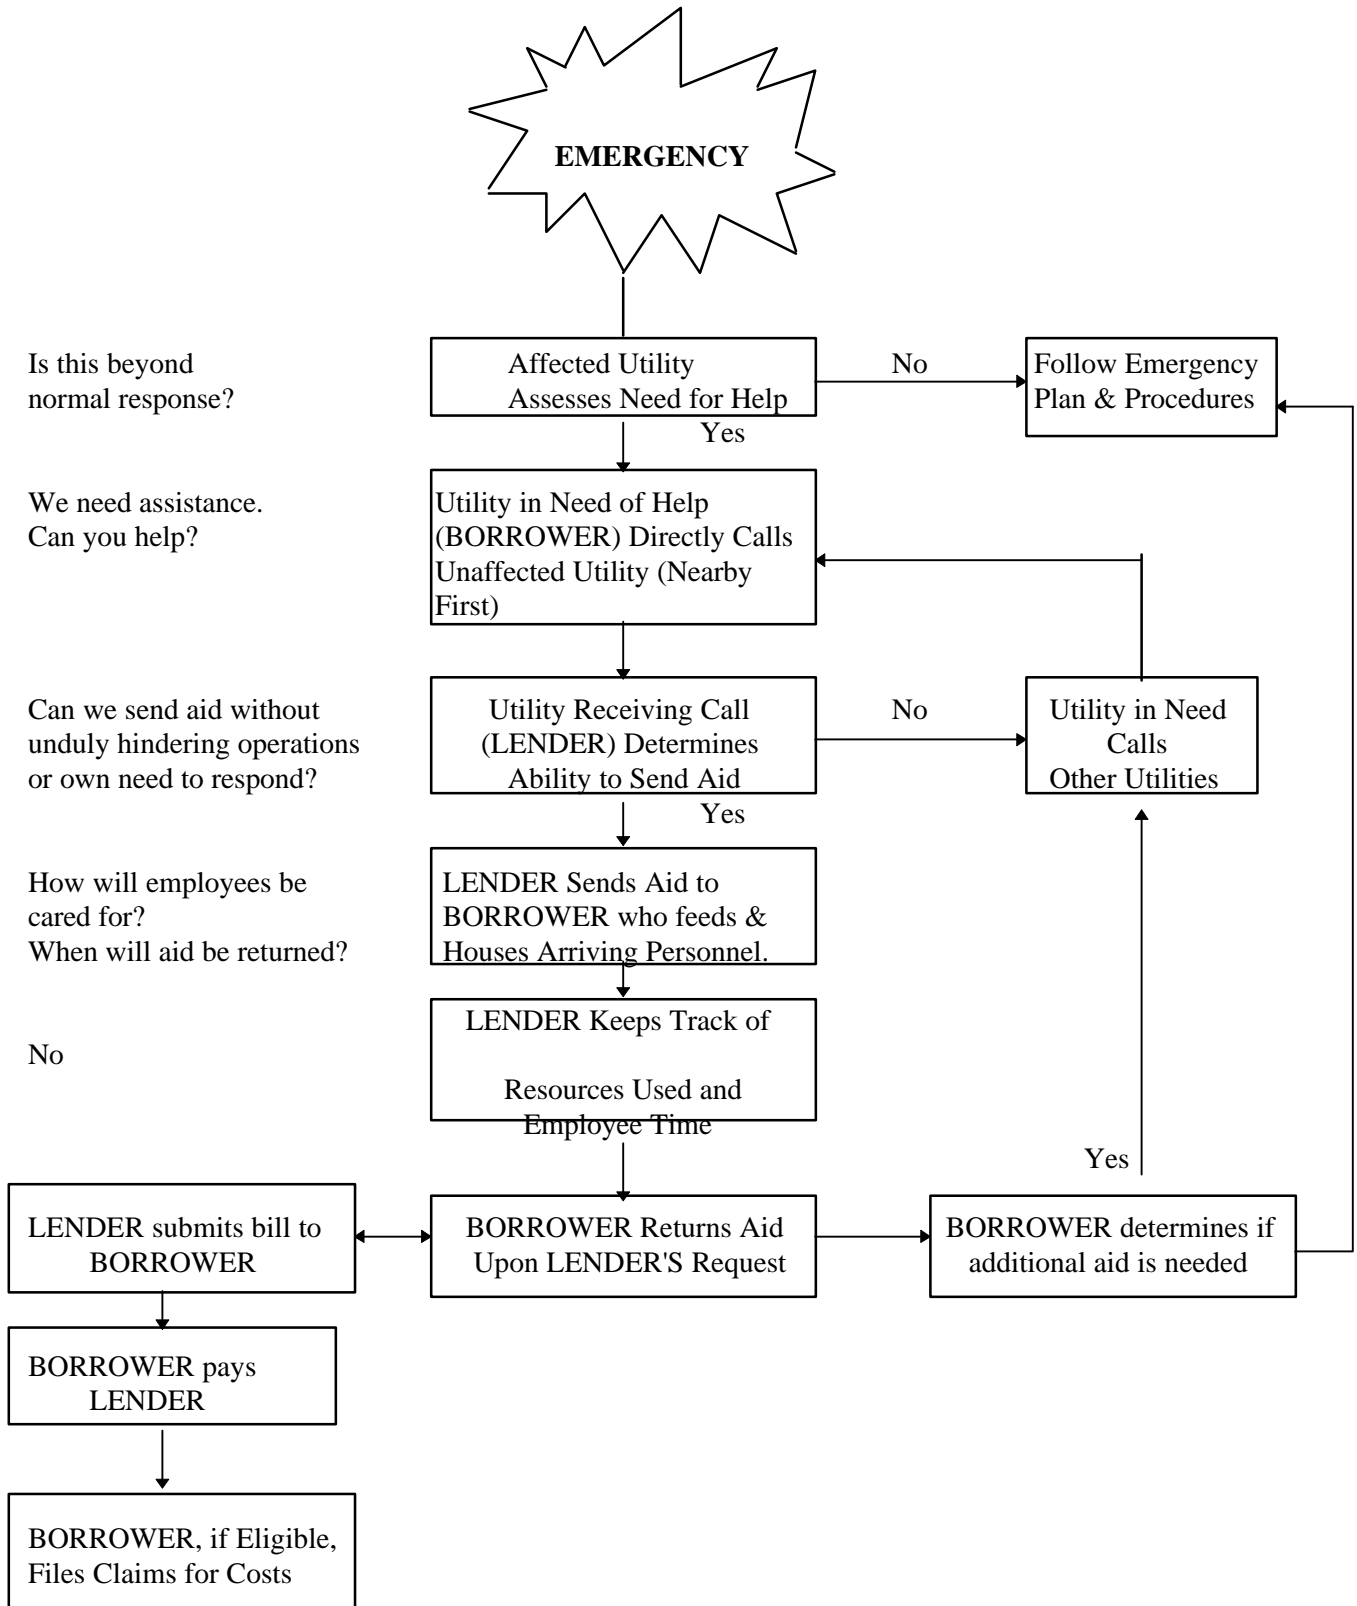 EMERGENCY
Is this beyond
normal response?
Affected Utility
Assesses Need for Help
No
Follow Emergency
Plan & Procedures
Yes
We need assistance.
Can you help?
Utility in Need of Help
(BORROWER) Directly Calls
Unaffected Utility (Nearby
First)
Can we send aid without
unduly hindering operations
or own need to respond?
Utility Receiving Call
(LENDER) Determines
Ability to Send Aid
No
Utility in Need
Calls
Other Utilities
Yes
How will employees be
cared for?
When will aid be returned?
LENDER Sends Aid to
BORROWER who feeds &
Houses Arriving Personnel.
No
LENDER Keeps Track of
Resources Used and
Employee Time
Yes
LENDER submits bill to
BORROWER
BORROWER Returns Aid
Upon LENDER'S Request
BORROWER determines if
additional aid is needed
BORROWER pays
LENDER
BORROWER, if Eligible,
Files Claims for Costs